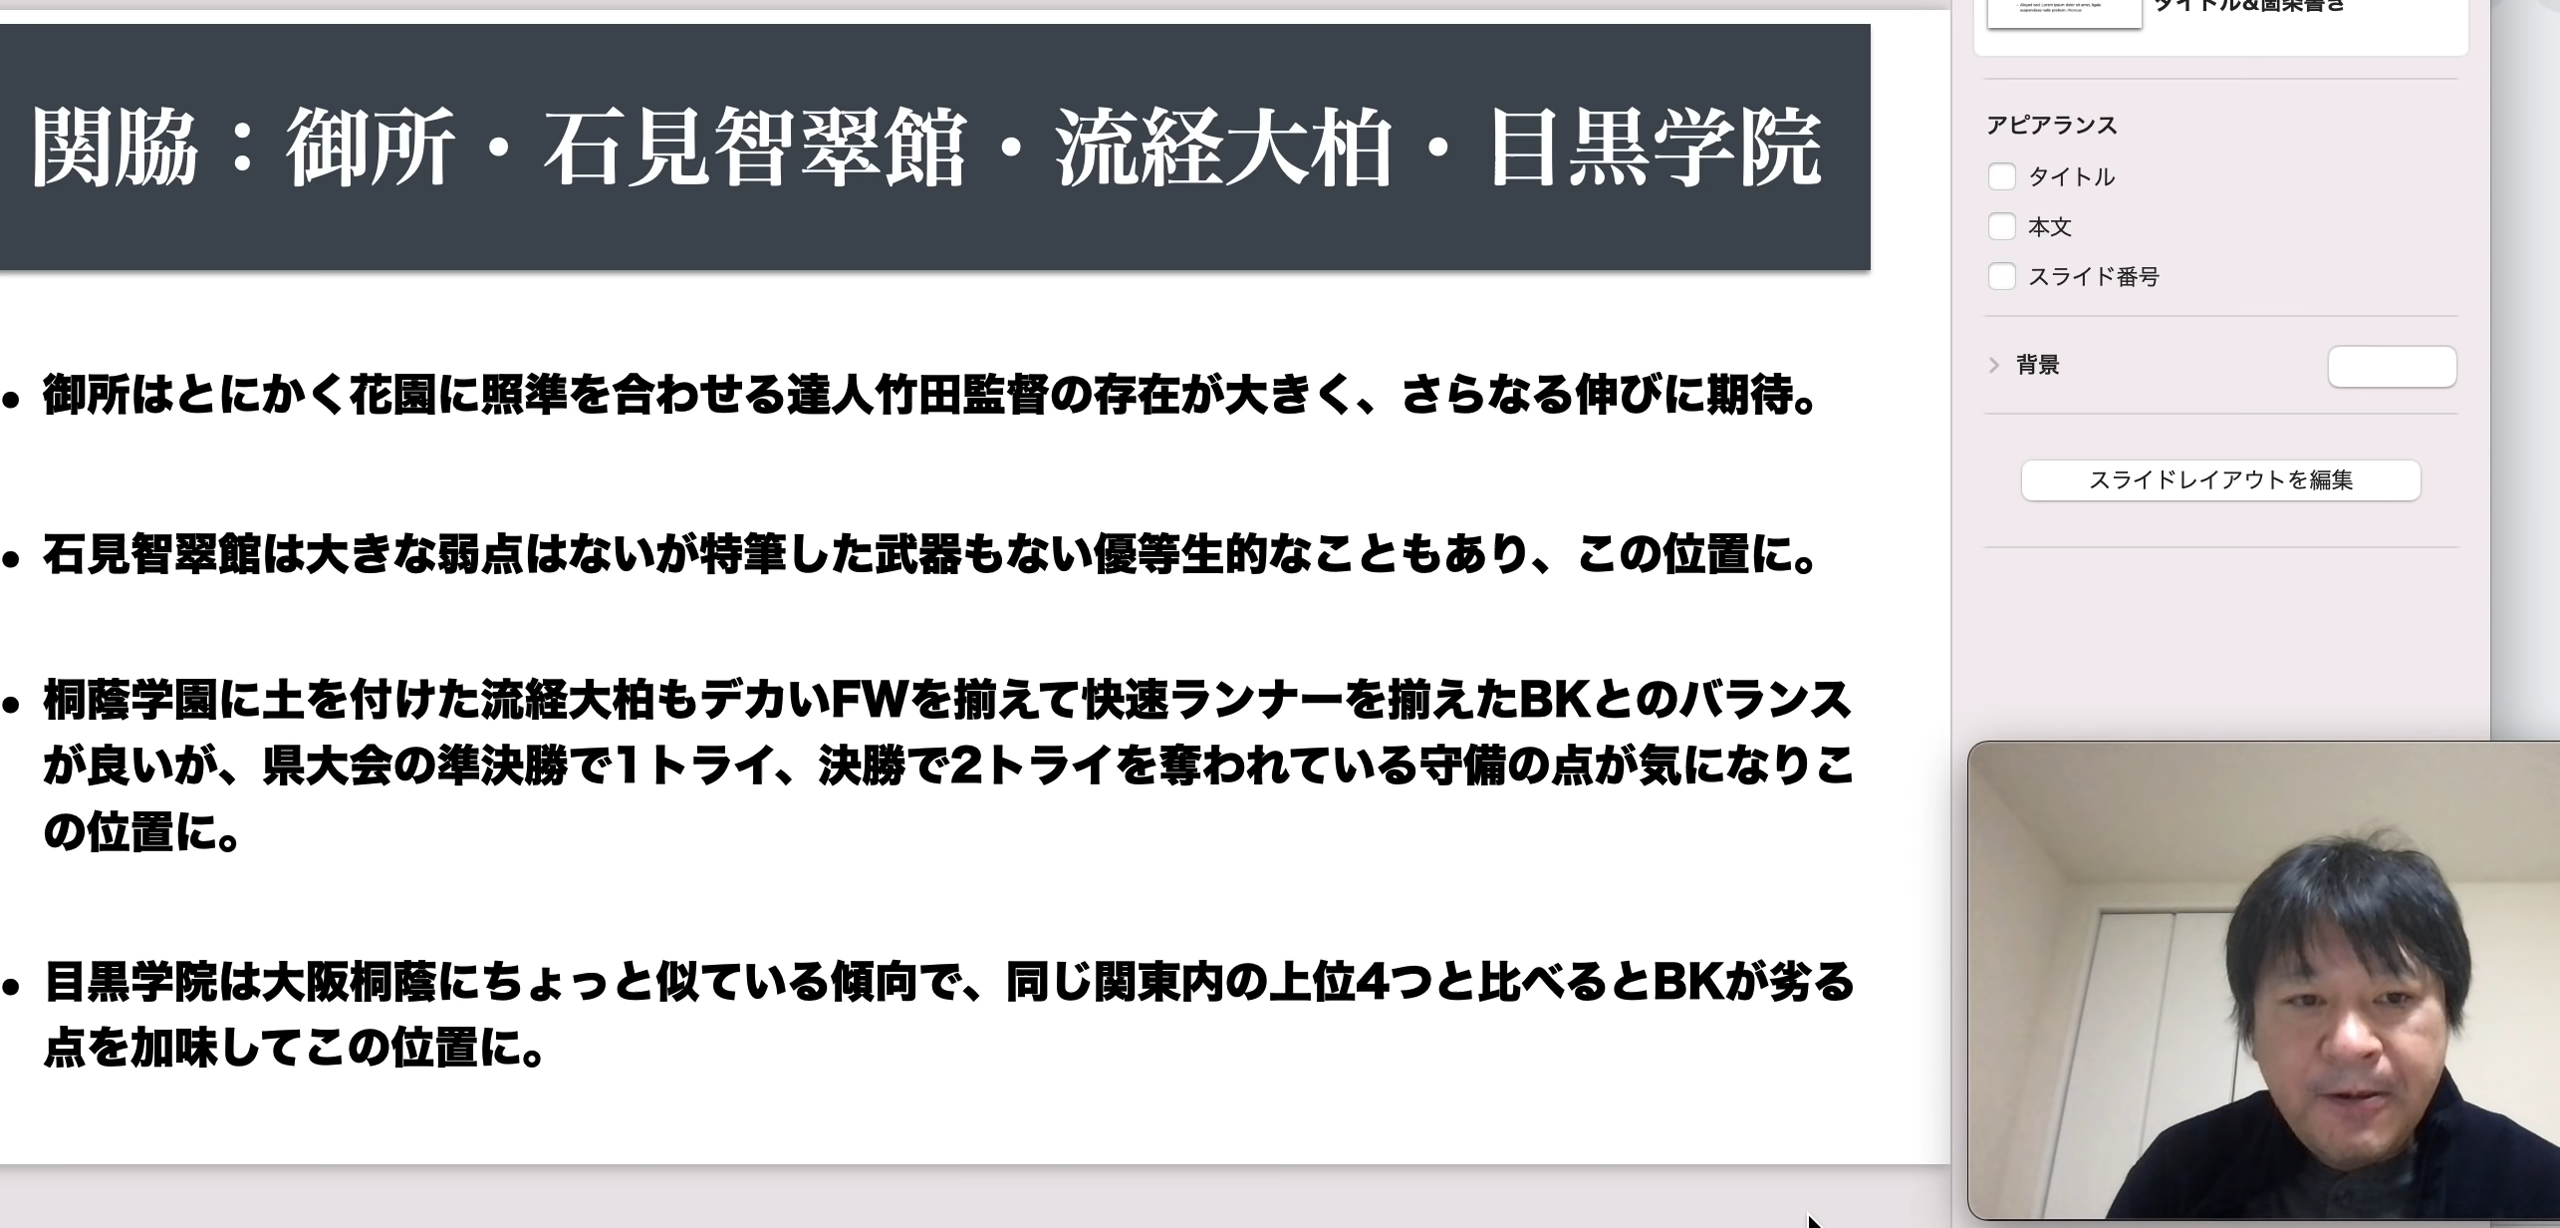 関脇：御所・石見智翠館・流経大柏・目黒学院
• 御所はとにかく花園に照準を合わせる達人竹田監督の存在が大きく、さらなる伸びに期待。
• 石見智翠館は大きな弱点はないが特筆した武器もない優等生的なこともあり、この位置に。
• 桐蔭学園に土を付けた流経大柏もデカいFWを揃えて快速ランナーを揃えたBKとのバランス
が良いが、県大会の準決勝で1トライ、決勝で2トライを奪われている守備の点が気になりこ
の位置に。
• 目黒学院は大阪桐蔭にちょっと似ている傾向で、同じ関東内の上位4つと比べるとBKが劣る
点を加味してこの位置に。
タイトル&箇条書き
アピアランス
タイトル
本文
スライド番号
背景
スライドレイアウトを編集